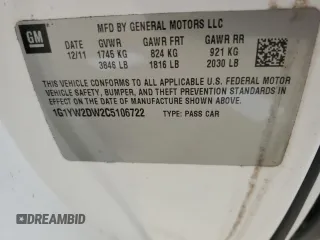 GM
MFD BY GENERAL MOTORS LLC
DATE GVWR GAWR FRT GAWR RR
12/11 1745 KG 824 KG 921 KG
3846 LB 1816 LB 2030 LB
THIS VEHICLE CONFORMS TO ALL APPLICABLE U.S. FEDERAL MOTOR
VEHICLE SAFETY, BUMPER, AND THEFT PREVENTION STANDARDS IN
EFFECT ON THE DATE OF MANUFACTURE SHOWN ABOVE.
1G1YW2DW2C5106722 TYPE: PASS CAR
DREAMBID